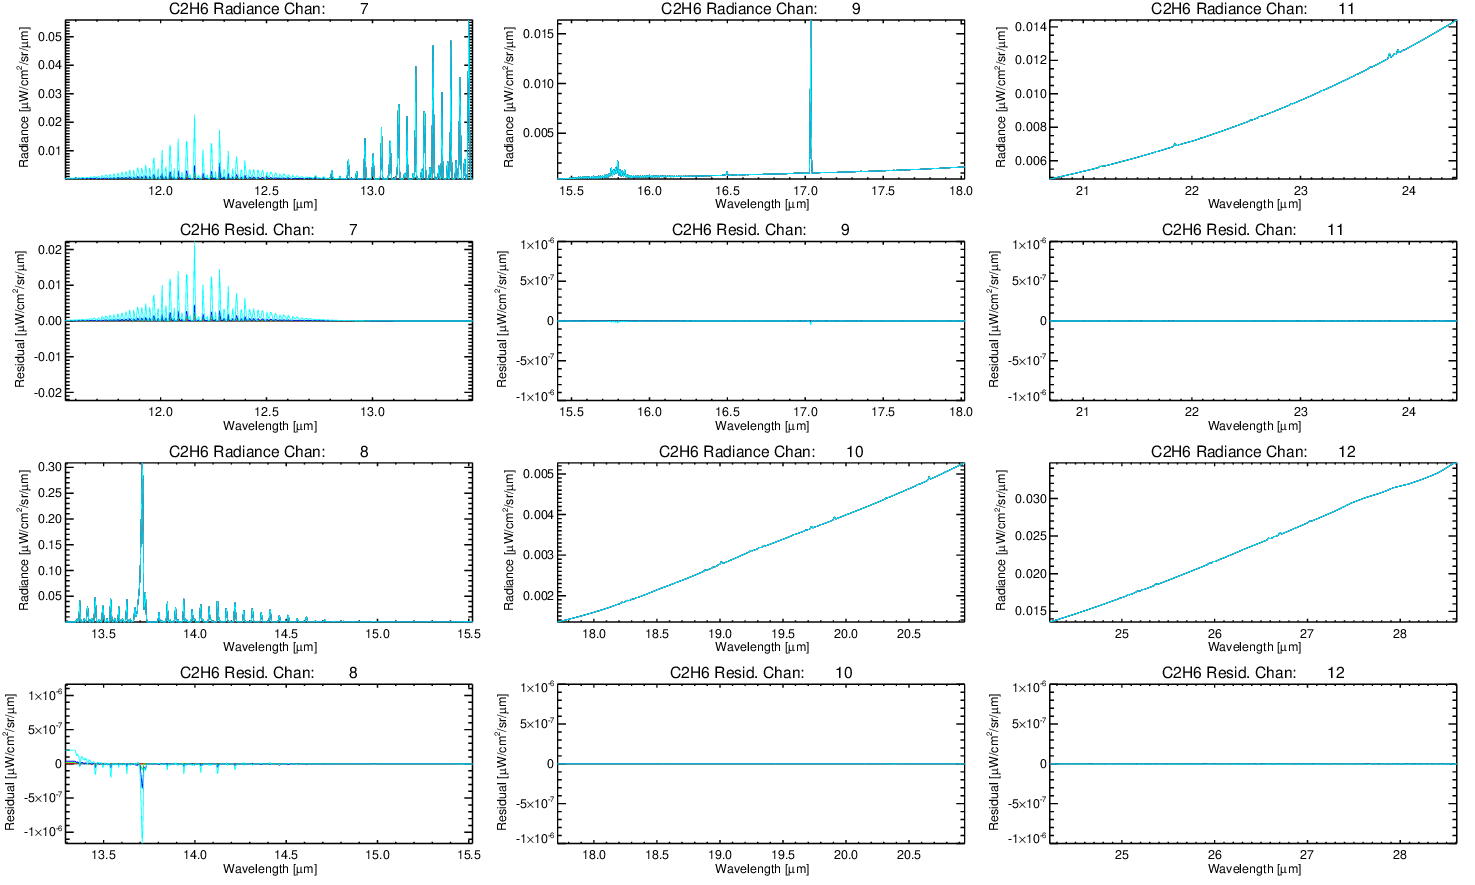 C2H6 Radiance Chan: 7
Radiance [µW/cm²/sr/µm]
0.05
0.04
0.03
0.02
0.01
12.0 12.5 13.0
Wavelength [µm]
C2H6 Radiance Chan: 9
Radiance [µW/cm²/sr/µm]
0.015
0.010
0.005
15.5 16.0 16.5 17.0 17.5 18.0
Wavelength [µm]
C2H6 Radiance Chan: 11
Radiance [µW/cm²/sr/µm]
0.014
0.012
0.010
0.008
0.006
21 22 23 24
Wavelength [µm]
C2H6 Resid. Chan: 7
Residual [µW/cm²/sr/µm]
0.02
0.01
0.00
-0.01
-0.02
12.0 12.5 13.0
Wavelength [µm]
C2H6 Resid. Chan: 9
Residual [µW/cm²/sr/µm]
1×10⁻⁶
5×10⁻⁷
0
-5×10⁻⁷
-1×10⁻⁶
15.5 16.0 16.5 17.0 17.5 18.0
Wavelength [µm]
C2H6 Resid. Chan: 11
Residual [µW/cm²/sr/µm]
1×10⁻⁶
5×10⁻⁷
0
-5×10⁻⁷
-1×10⁻⁶
21 22 23 24
Wavelength [µm]
C2H6 Radiance Chan: 8
Radiance [µW/cm²/sr/µm]
0.30
0.25
0.20
0.15
0.10
0.05
13.5 14.0 14.5 15.0 15.5
Wavelength [µm]
C2H6 Radiance Chan: 10
Radiance [µW/cm²/sr/µm]
0.005
0.004
0.003
0.002
18.0 18.5 19.0 19.5 20.0 20.5
Wavelength [µm]
C2H6 Radiance Chan: 12
Radiance [µW/cm²/sr/µm]
0.030
0.025
0.020
0.015
25 26 27 28
Wavelength [µm]
C2H6 Resid. Chan: 8
Residual [µW/cm²/sr/µm]
1×10⁻⁶
5×10⁻⁷
0
-5×10⁻⁷
-1×10⁻⁶
13.5 14.0 14.5 15.0 15.5
Wavelength [µm]
C2H6 Resid. Chan: 10
Residual [µW/cm²/sr/µm]
1×10⁻⁶
5×10⁻⁷
0
-5×10⁻⁷
-1×10⁻⁶
18.0 18.5 19.0 19.5 20.0 20.5
Wavelength [µm]
C2H6 Resid. Chan: 12
Residual [µW/cm²/sr/µm]
1×10⁻⁶
5×10⁻⁷
0
-5×10⁻⁷
-1×10⁻⁶
25 26 27 28
Wavelength [µm]